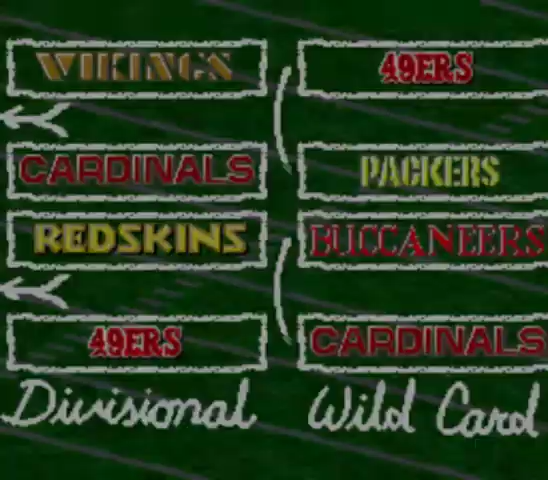 VIKINGS 49ERS
CARDINALS PACKERS
REDSKINS BUCCANEERS
49ERS CARDINALS
Divisional Wild Card